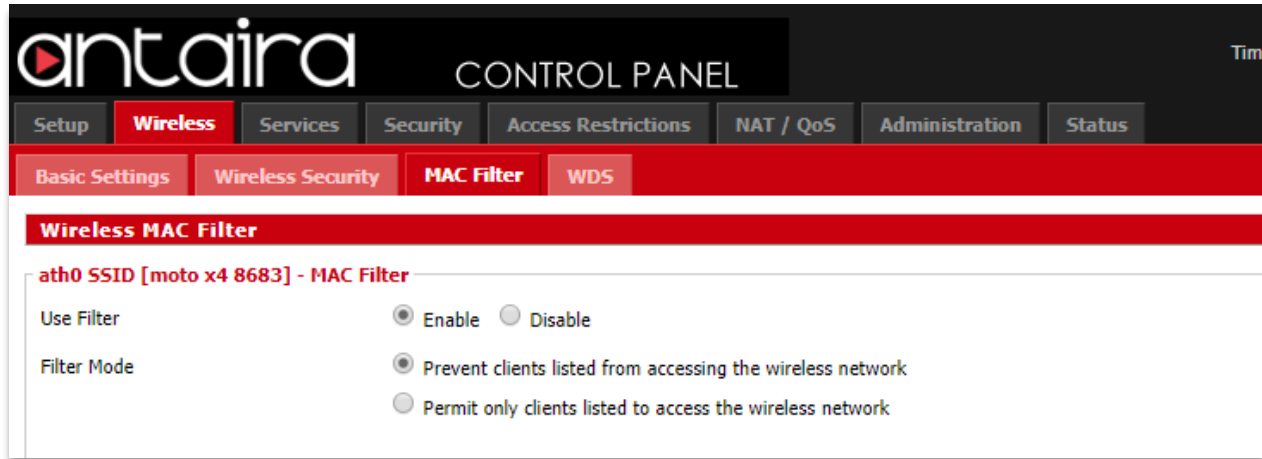 antaira CONTROL PANEL
Tim
Setup Wireless Services Security Access Restrictions NAT / QoS Administration Status
Basic Settings Wireless Security MAC Filter WDS
Wireless MAC Filter
ath0 SSID [moto x4 8683] - MAC Filter
Use Filter Enable Disable
Filter Mode Prevent clients listed from accessing the wireless network
Permit only clients listed to access the wireless network